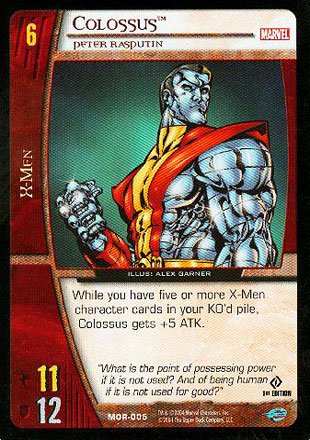 6
COLOSSUS™
PETER RASPUTIN
MARVEL
X-MEN
ILLUS: ALEX GARNER
While you have five or more X-Men
character cards in your KO'd pile,
Colossus gets +5 ATK.
11
12
"What is the point of possessing power
if it is not used? And of being human
if it is not used for good?"
MOR-005
1st EDITION